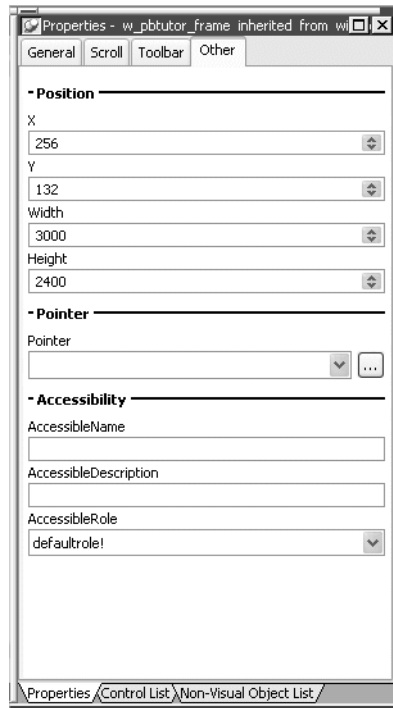 Properties - w_pbtutor_frame inherited from wi
General Scroll Toolbar Other
- Position
X
256
Y
132
Width
3000
Height
2400
- Pointer
Pointer
...
- Accessibility
AccessibleName
AccessibleDescription
AccessibleRole
defaultrole!
Properties Control List Non-Visual Object List